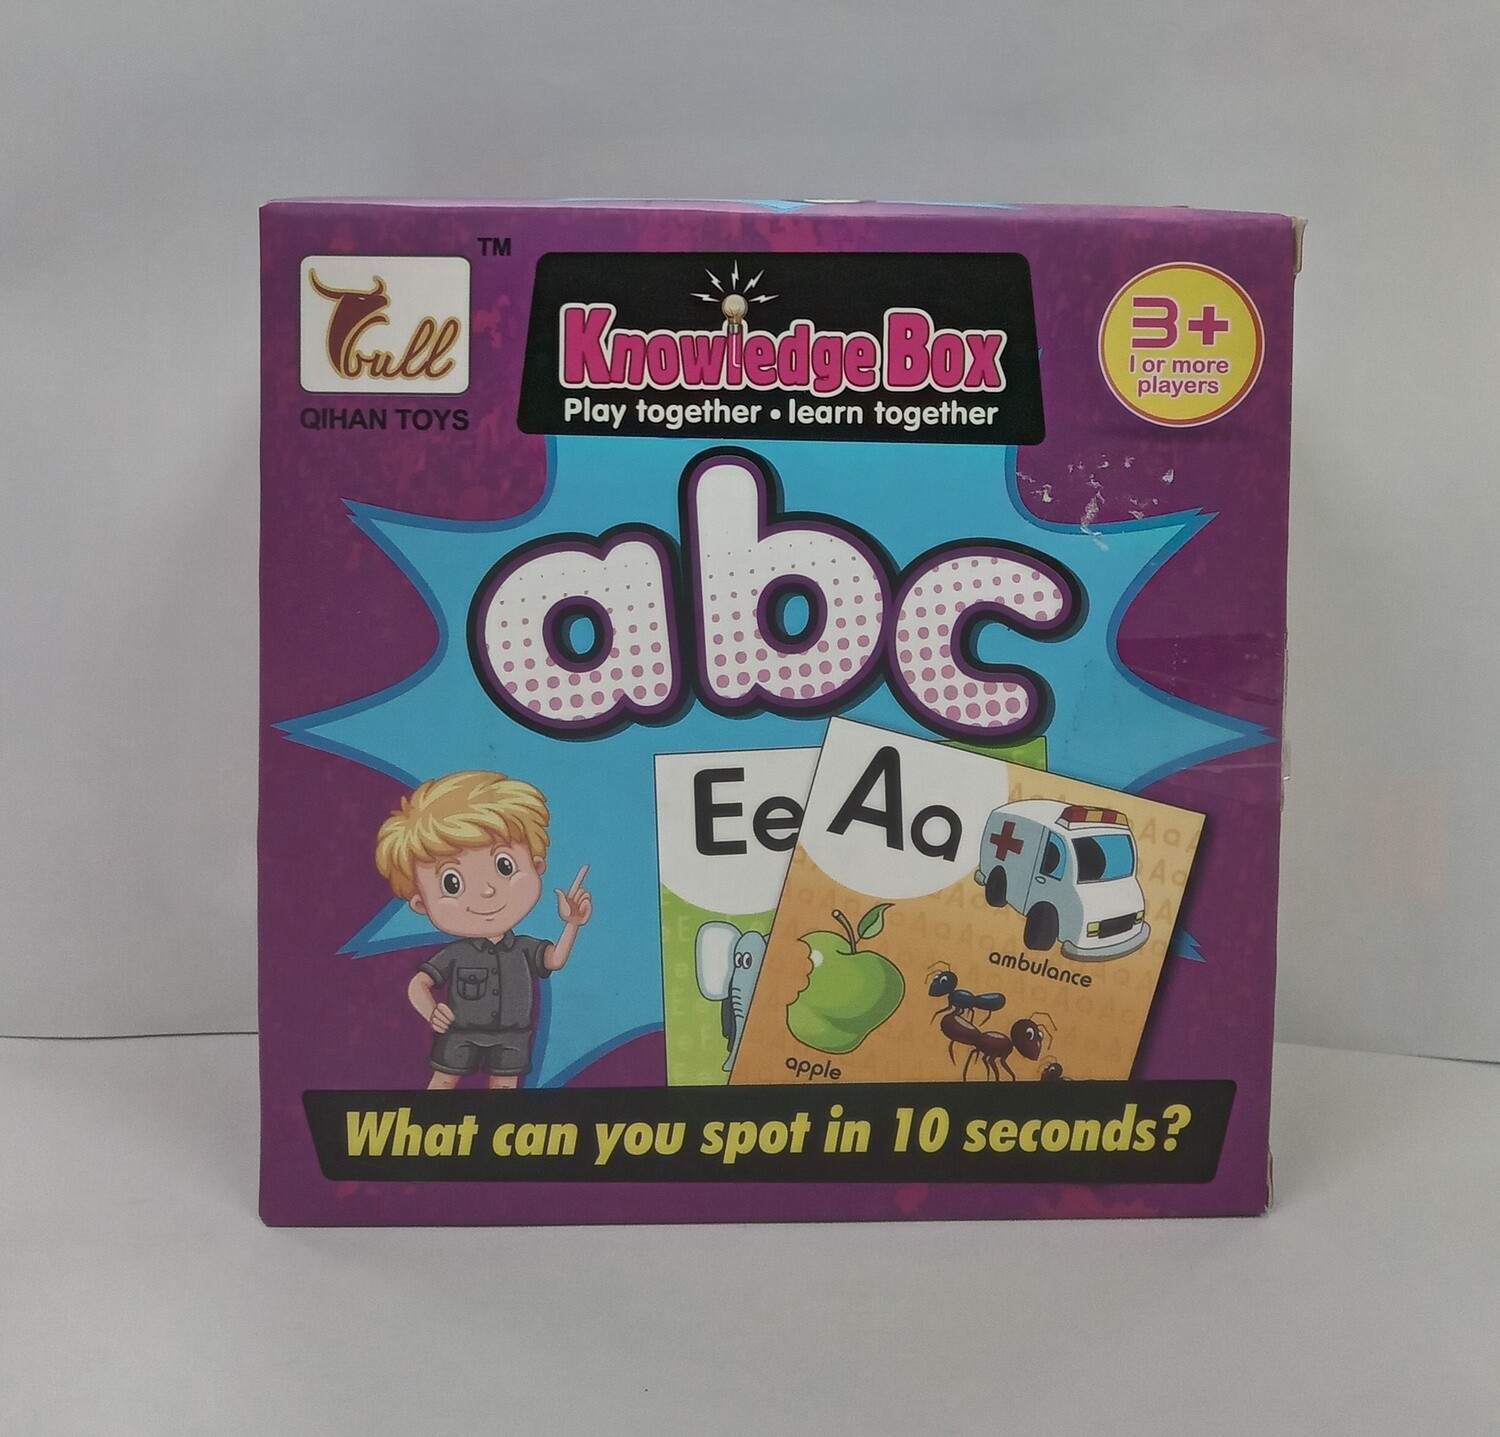 TM
bull
QIHAN TOYS
Knowledge Box
Play together • learn together
3+
1 or more
players
abc
Ee
Aa
ambulance
apple
What can you spot in 10 seconds?